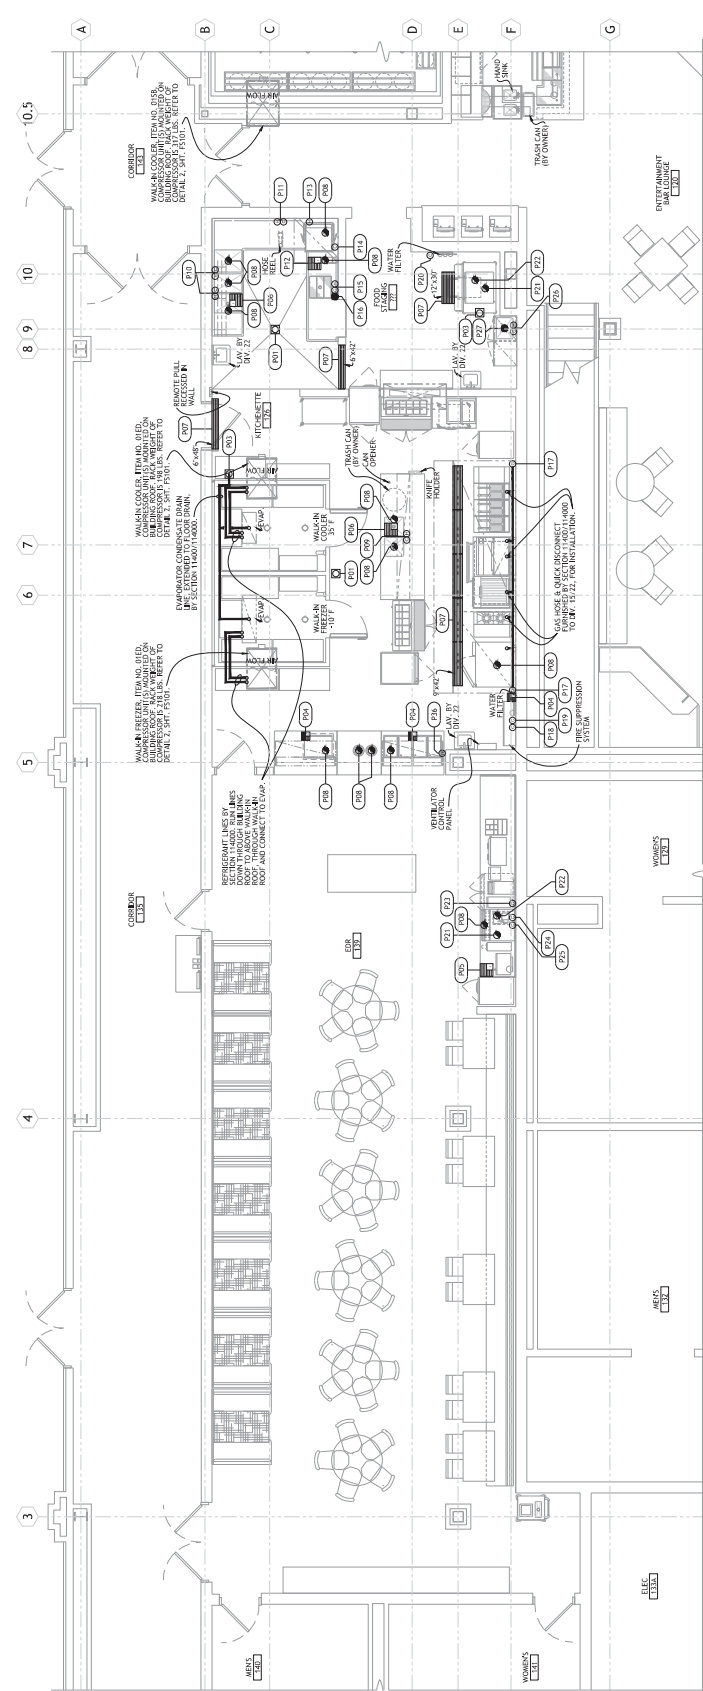 A
B
C
D
E
F
G
10.5
10
9
8
7
6
5
4
3
CORRIDOR
143
WALK-IN COOLER, ITEM NO. 015B,
COMPRESSOR UNIT(S) MOUNTED ON
BUILDING ROOF. RACK WEIGHT OF
COMPRESSOR IS 317 LBS. REFER TO
DETAIL 2, SHT. FS101.
AIR FLOW
HAND
SINK
TRASH CAN
(BY OWNER)
ENTERTAINMENT
BAR LOUNGE
120
P11
P13
P08
P10
P08
HOSE
REEL
P12
P14
P08
P06
P08
P15
P16
P01
LAV. BY
DIV. 22
P07
6"x42"
FOOD
STAGING
???
WATER
FILTER
P20
P07
12"x30"
P03
P27
P22
P21
P26
LAV. BY
DIV. 22
REMOTE PULL
RECESSED IN
WALL
P07
6"x48"
P03
KITCHENETTE
126
WALK-IN COOLER, ITEM NO. 01ED,
COMPRESSOR UNIT(S) MOUNTED ON
BUILDING ROOF. RACK WEIGHT OF
COMPRESSOR IS 198 LBS. REFER TO
DETAIL 2, SHT. FS101.
EVAPORATOR CONDENSATE DRAIN
LINE, EXTENDED TO FLOOR DRAIN,
BY SECTION 11400/114000.
AIR FLOW
EVAP.
WALK-IN
COOLER
35° F
TRASH CAN
(BY OWNER)
CAN
OPENER
P08
P06
P09
P08
P01
KNIFE
HOLDER
P17
WALK-IN
FREEZER
-10° F
EVAP.
AIR FLOW
P07
9"x42"
GAS HOSE & QUICK DISCONNECT
FURNISHED BY SECTION 11400/114000
TO DIV. 15/22, FOR INSTALLATION.
WALK-IN FREEZER, ITEM NO. 01ED,
COMPRESSOR UNIT(S) MOUNTED ON
BUILDING ROOF. RACK WEIGHT OF
COMPRESSOR IS 218 LBS. REFER TO
DETAIL 2, SHT. FS101.
P08
P17
P04
P19
P18
WATER
FILTER
FIRE SUPPRESSION
SYSTEM
P04
P04
P36
LAV. BY
DIV. 22
P08
P08
P08
VENTILATOR
CONTROL
PANEL
REFRIGERANT LINES BY
SECTION 114000. RUN LINES
DOWN THROUGH BUILDING
ROOF TO ABOVE WALK-IN
ROOF, THROUGH WALK-IN
ROOF AND CONNECT TO EVAP.
CORRIDOR
135
WOMEN'S
129
P23
P08
P21
P22
P24
P25
P05
EDR
139
MEN'S
132
ELEC
133A
MEN'S
140
WOMEN'S
141